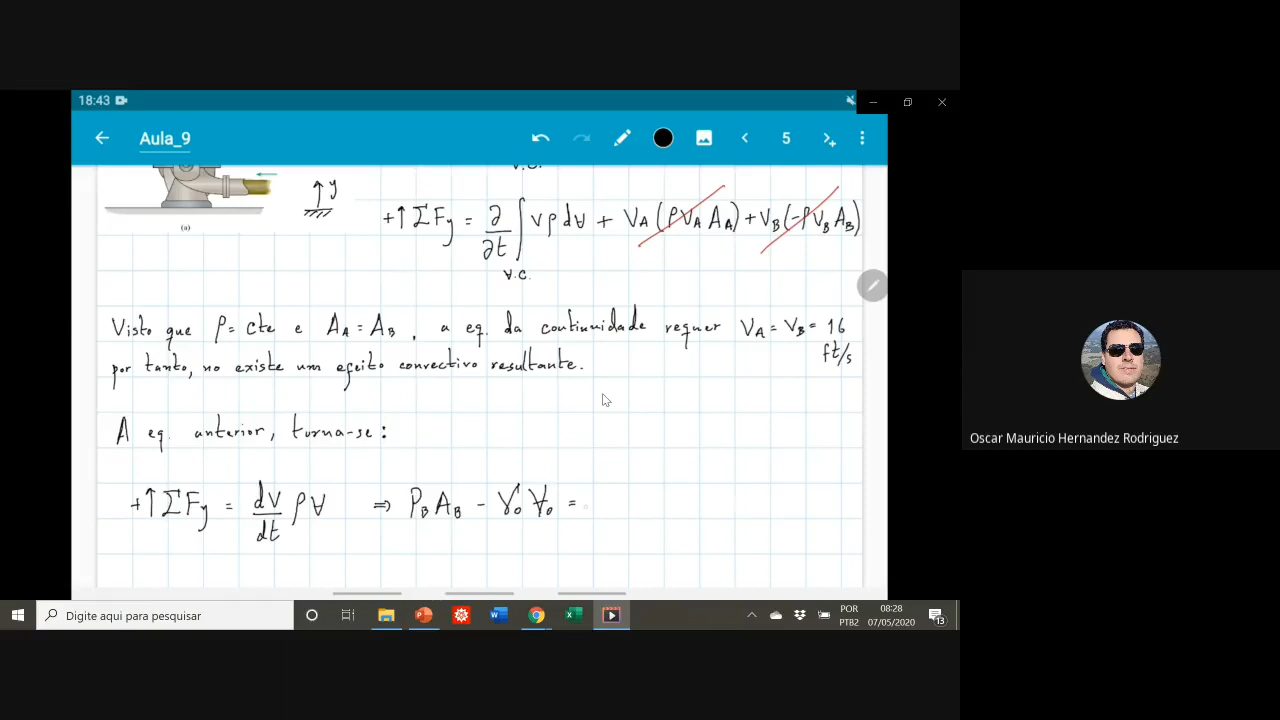 18:43
Aula_9
5
V.C.
y
(a)
+↑ΣFy = ∂/∂t ∫ vρd∀ + VA (ρVA AA) + VB (-ρVB AB)
∀.C.
Visto que ρ = cte e AA = AB , a eq. da continuidade requer VA = VB = 16 ft/s
por tanto, no existe um efeito convectivo resultante.
A eq. anterior, turna-se:
+↑ΣFy = dv/dt ρ∀ ⇒ PB AB - γo ∀o =
Oscar Mauricio Hernandez Rodriguez
Digite aqui para pesquisar
POR
PTB2
08:28
07/05/2020
13